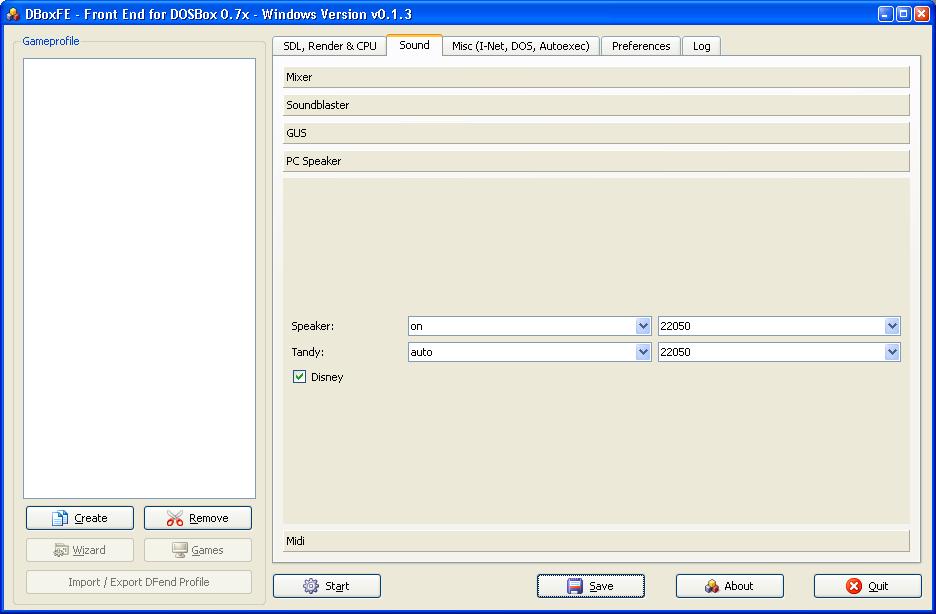 DBoxFE - Front End for DOSBox 0.7x - Windows Version v0.1.3
Gameprofile
SDL, Render & CPU
Sound
Misc (I-Net, DOS, Autoexec)
Preferences
Log
Mixer
Soundblaster
GUS
PC Speaker
Speaker: on 22050
Tandy: auto 22050
Disney
Midi
Create
Remove
Wizard
Games
Import / Export DFend Profile
Start
Save
About
Quit